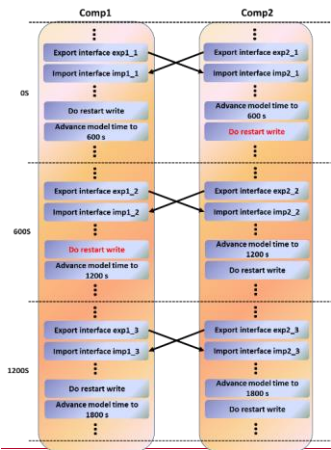 Comp1
Comp2
Export interface exp1_1
Export interface exp2_1
Import interface imp1_1
Import interface imp2_1
0S
Do restart write
Advance model time to
600 s
Advance model time to
600 s
Do restart write
Export interface exp1_2
Export interface exp2_2
Import interface imp1_2
Import interface imp2_2
600S
Do restart write
Advance model time to
1200 s
Advance model time to
1200 s
Do restart write
Export interface exp1_3
Export interface exp2_3
Import interface imp1_3
Import interface imp2_3
1200S
Do restart write
Advance model time to
1800 s
Advance model time to
1800 s
Do restart write